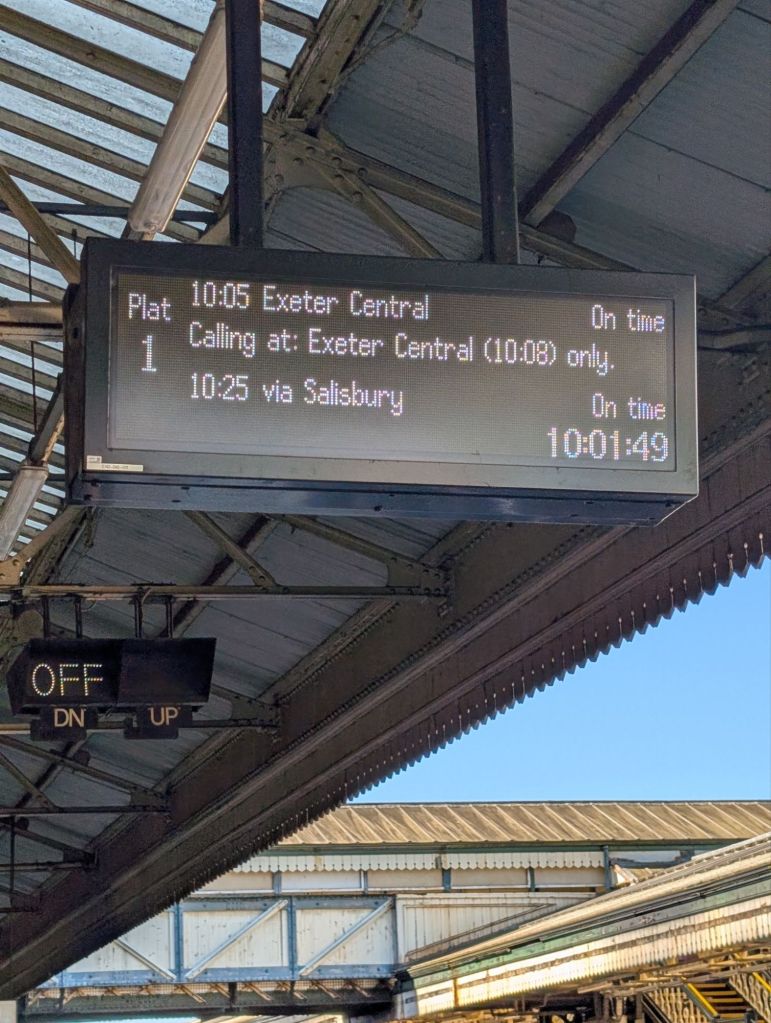 Plat 10:05 Exeter Central On time
1 Calling at: Exeter Central (10:08) only.
10:25 via Salisbury On time
10:01:49
OFF
DN UP